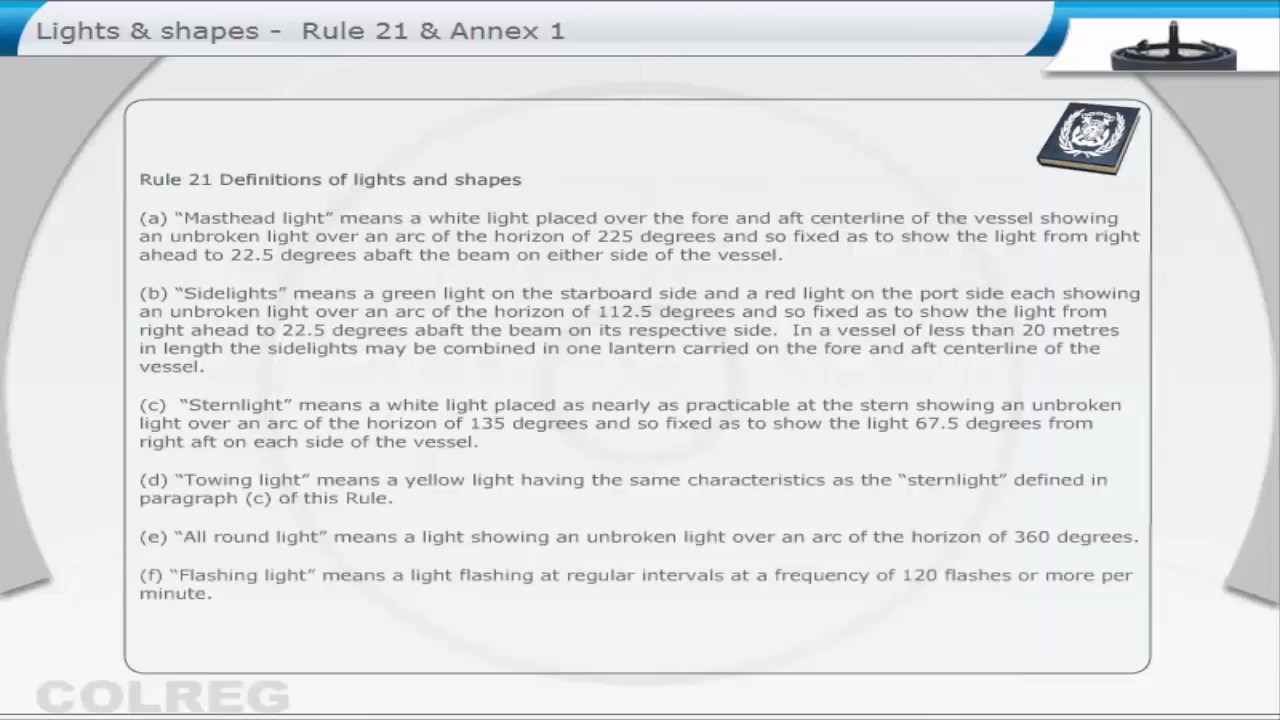 Lights & shapes -  Rule 21 & Annex 1
Rule 21 Definitions of lights and shapes
(a) “Masthead light” means a white light placed over the fore and aft centerline of the vessel showing
an unbroken light over an arc of the horizon of 225 degrees and so fixed as to show the light from right
ahead to 22.5 degrees abaft the beam on either side of the vessel.
(b) “Sidelights” means a green light on the starboard side and a red light on the port side each showing
an unbroken light over an arc of the horizon of 112.5 degrees and so fixed as to show the light from
right ahead to 22.5 degrees abaft the beam on its respective side.  In a vessel of less than 20 metres
in length the sidelights may be combined in one lantern carried on the fore and aft centerline of the
vessel.
(c)  “Sternlight” means a white light placed as nearly as practicable at the stern showing an unbroken
light over an arc of the horizon of 135 degrees and so fixed as to show the light 67.5 degrees from
right aft on each side of the vessel.
(d) “Towing light” means a yellow light having the same characteristics as the “sternlight” defined in
paragraph (c) of this Rule.
(e) “All round light” means a light showing an unbroken light over an arc of the horizon of 360 degrees.
(f) “Flashing light” means a light flashing at regular intervals at a frequency of 120 flashes or more per
minute.
COLREG